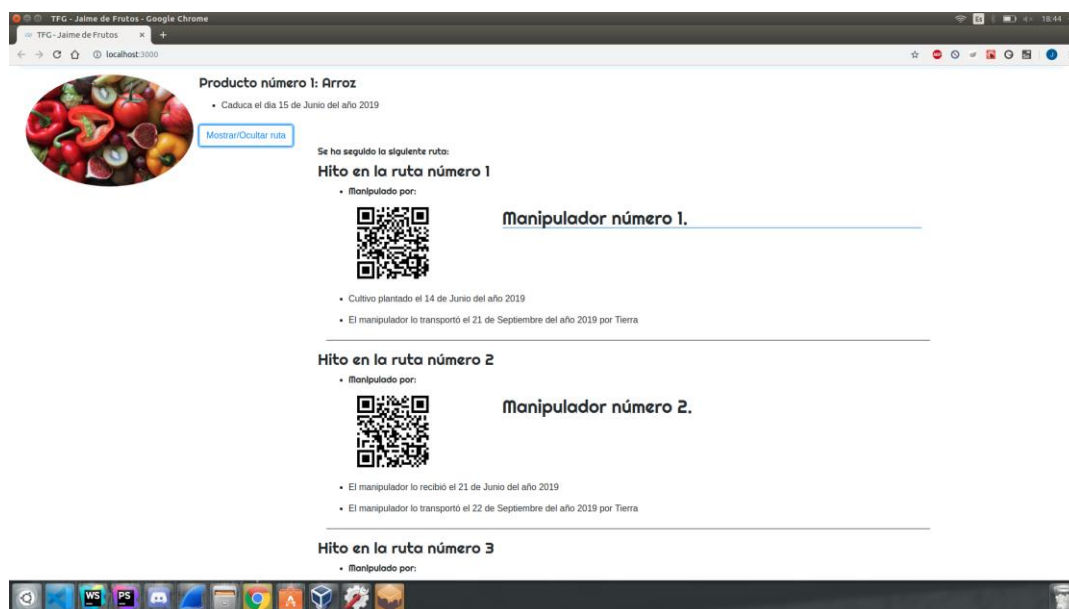 TFG - Jaime de Frutos - Google Chrome
Es
18:44
TFG - Jaime de Frutos
localhost:3000
Producto número 1: Arroz
Caduca el dia 15 de Junio del año 2019
Mostrar/Ocultar ruta
Se ha seguido la siguiente ruta:
Hito en la ruta número 1
Manipulado por:
Manipulador número 1.
Cultivo plantado el 14 de Junio del año 2019
El manipulador lo transportó el 21 de Septiembre del año 2019 por Tierra
Hito en la ruta número 2
Manipulado por:
Manipulador número 2.
El manipulador lo recibió el 21 de Junio del año 2019
El manipulador lo transportó el 22 de Septiembre del año 2019 por Tierra
Hito en la ruta número 3
Manipulado por:
WS
PS